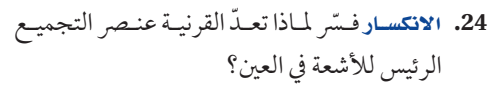 24. الانكسار فسّر لماذا تعدّ القرنية عنصر التجميع
الرئيس للأشعة في العين؟